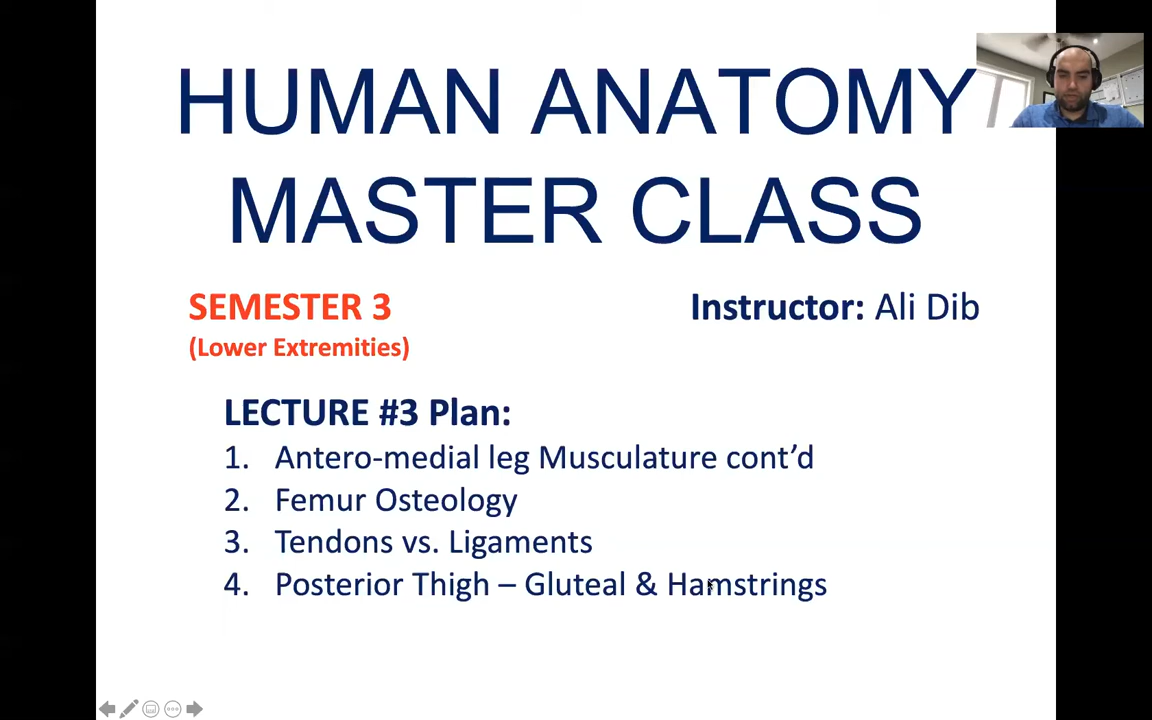 HUMAN ANATOMY
MASTER CLASS
SEMESTER 3
Instructor: Ali Dib
(Lower Extremities)
LECTURE #3 Plan:
1. Antero-medial leg Musculature cont’d
2. Femur Osteology
3. Tendons vs. Ligaments
4. Posterior Thigh – Gluteal & Hamstrings